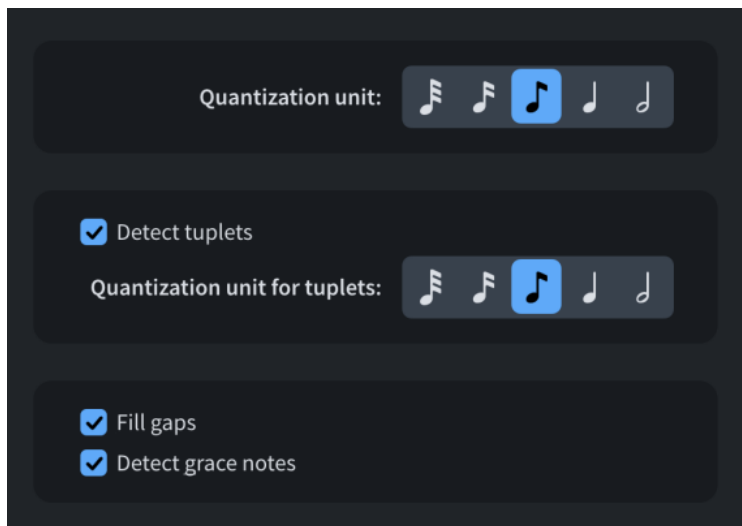 Quantization unit:
Detect tuplets
Quantization unit for tuplets:
Fill gaps
Detect grace notes